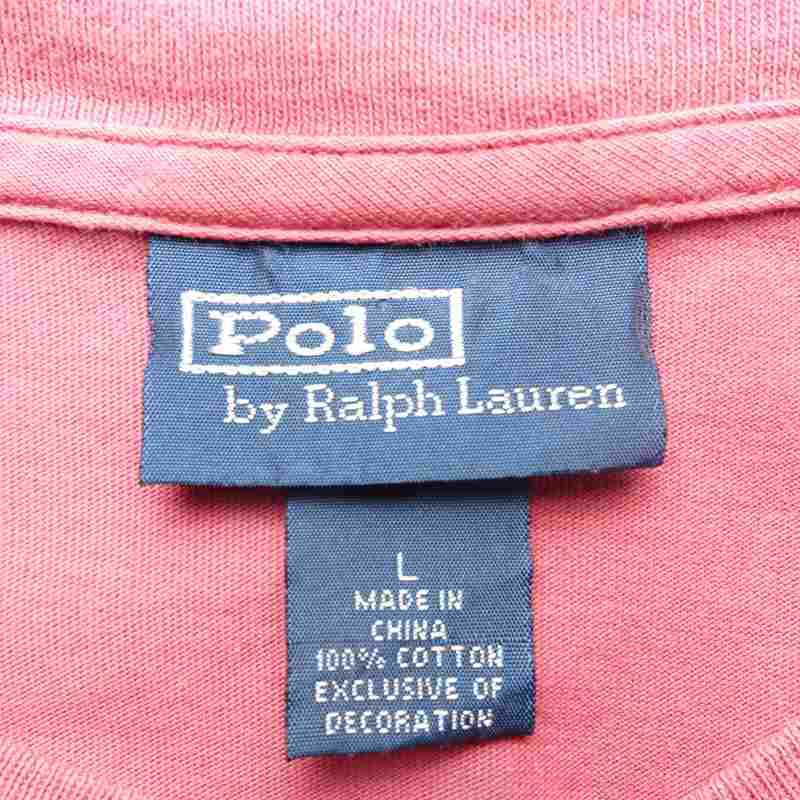 Polo
by Ralph Lauren
L
MADE IN
CHINA
100% COTTON
EXCLUSIVE OF
DECORATION